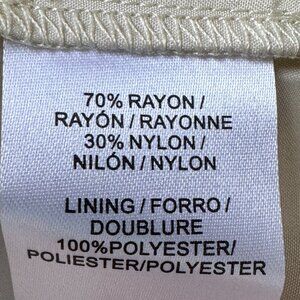 70% RAYON /
RAYÓN / RAYONNE
30% NYLON /
NILÓN / NYLON
LINING / FORRO /
DOUBLURE
100%POLYESTER/
POLIESTER/POLYESTER